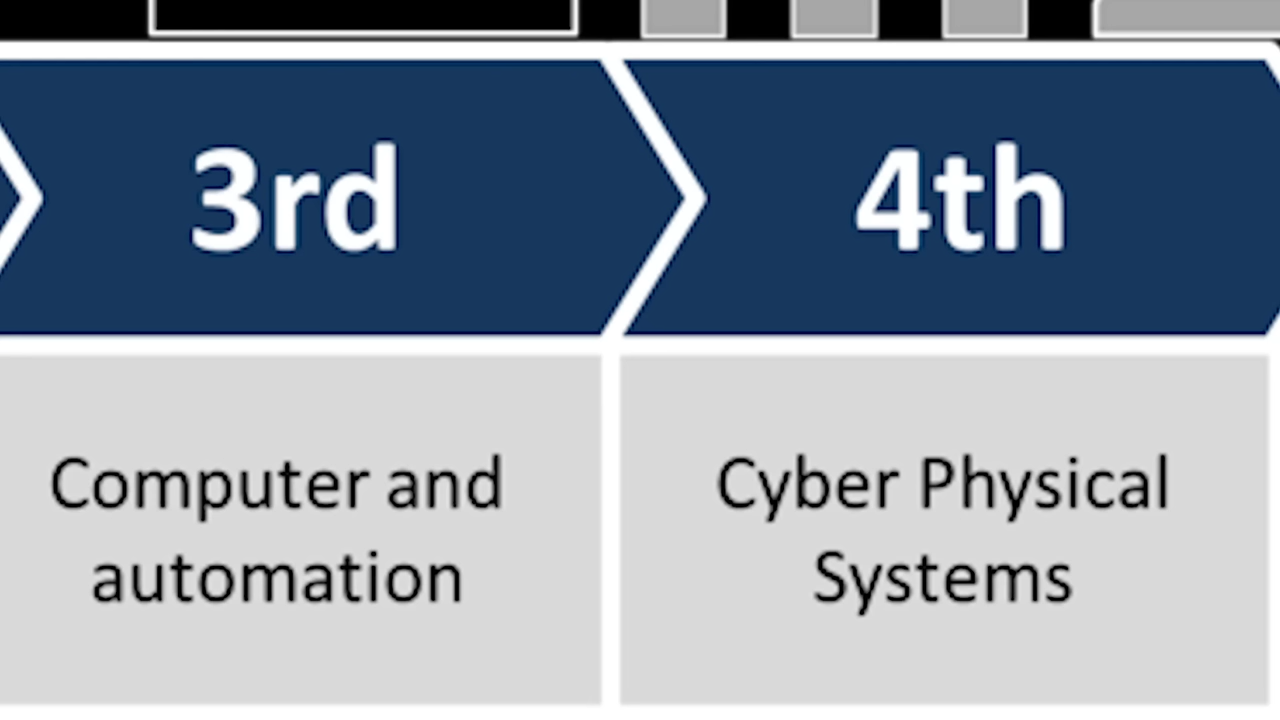 3rd
4th
Computer and
automation
Cyber Physical
Systems